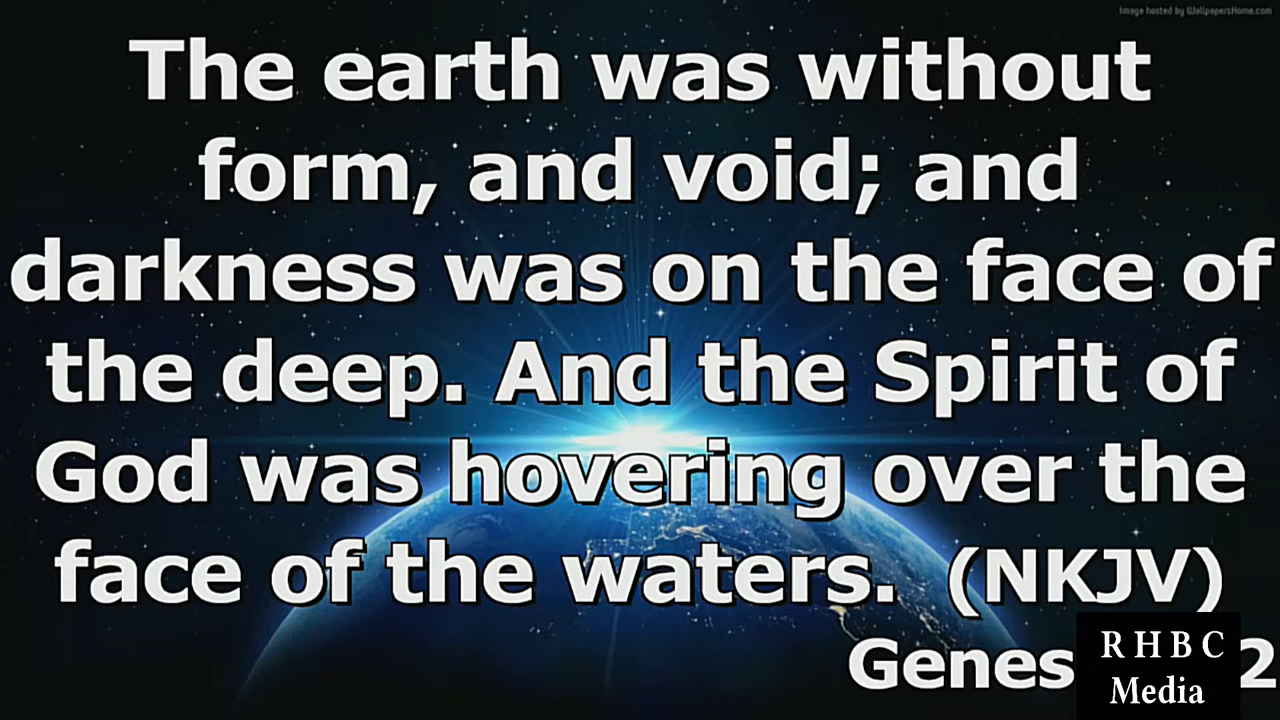 Image hosted by WallpapersHome.com
The earth was without
form, and void; and
darkness was on the face of
the deep. And the Spirit of
God was hovering over the
face of the waters.  (NKJV)
Genes 2
R H B C
Media